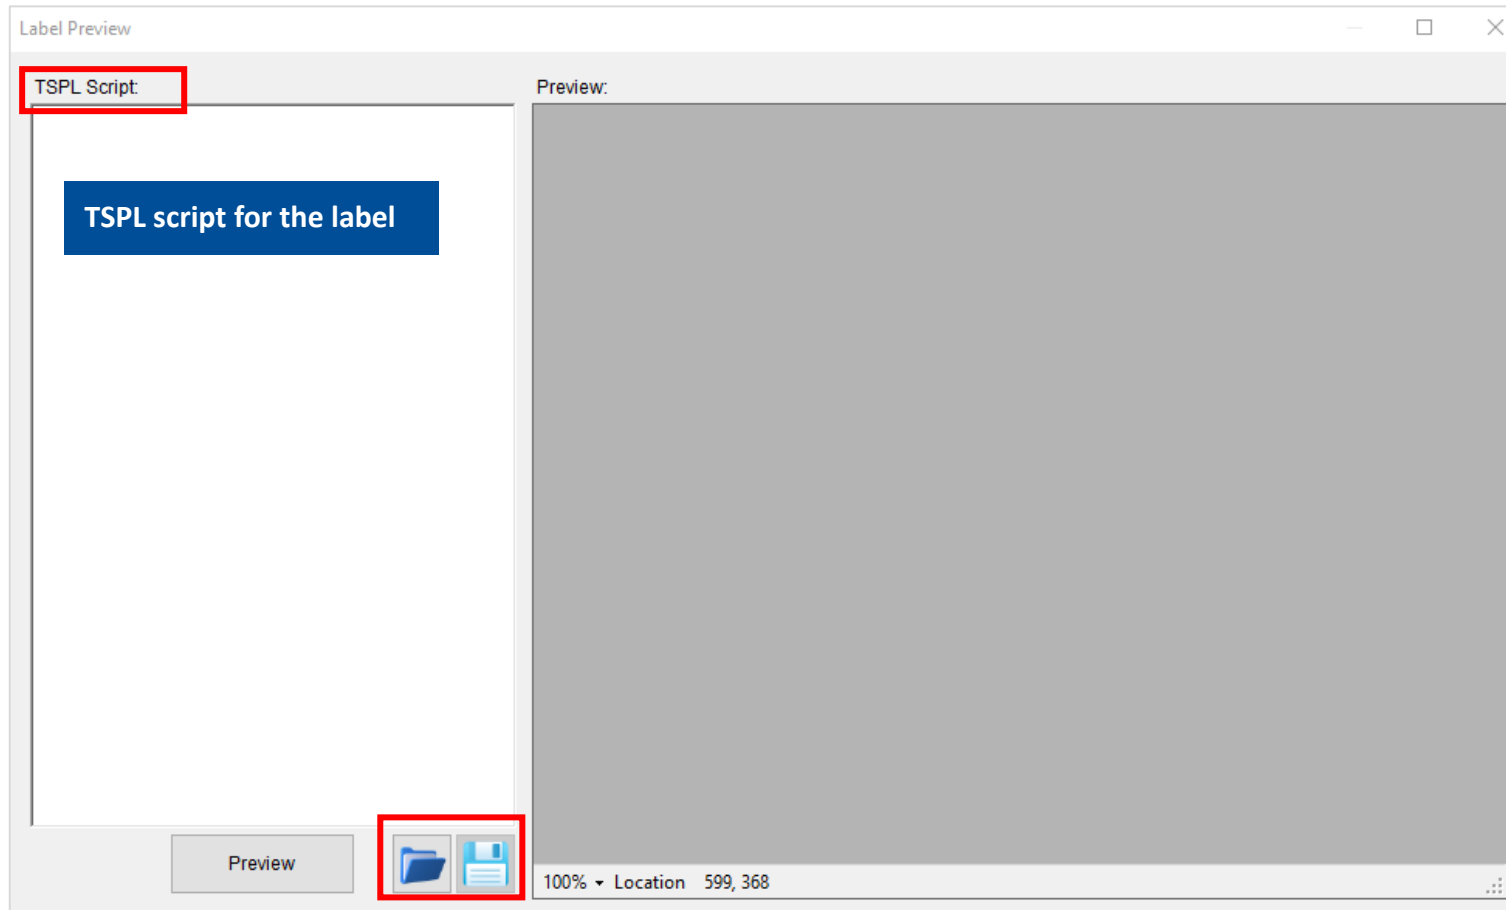 Label Preview
TSPL Script:
Preview:
TSPL script for the label
Preview
100% Location 599, 368